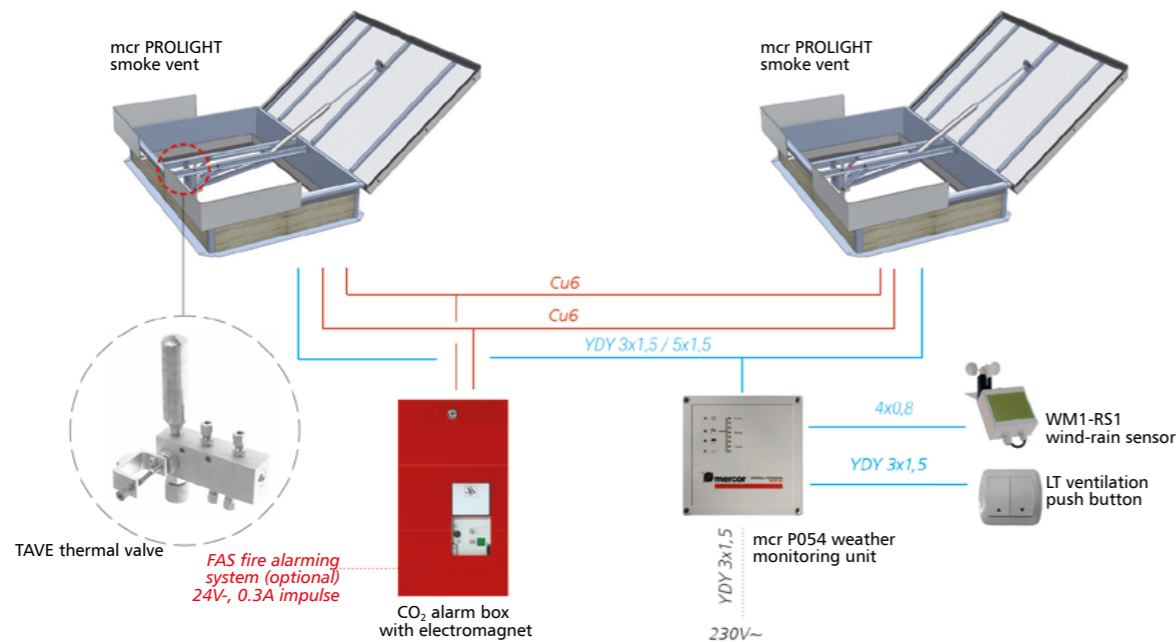 mcr PROLIGHT
smoke vent
mcr PROLIGHT
smoke vent
Cu6
Cu6
YDY 3x1,5 / 5x1,5
4x0,8
WM1-RS1
wind-rain sensor
YDY 3x1,5
LT ventilation
push button
mercor
TAVE thermal valve
FAS fire alarming
system (optional)
24V-, 0.3A impulse
CO₂ alarm box
with electromagnet
mcr P054 weather
monitoring unit
YDY 3x1,5
230V~